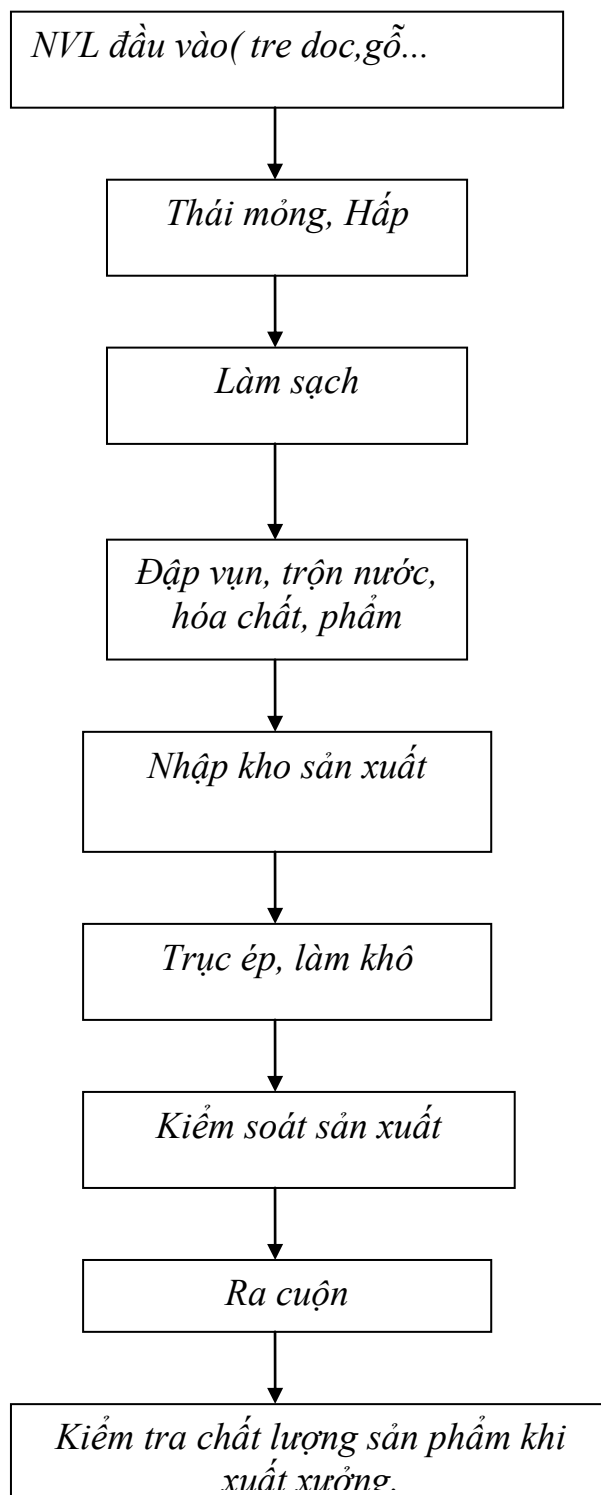 NVL đầu vào( tre doc,gỗ...
Thái mỏng, Hấp
Làm sạch
Đập vụn, trộn nước,
hóa chất, phẩm
Nhập kho sản xuất
Trục ép, làm khô
Kiểm soát sản xuất
Ra cuộn
Kiểm tra chất lượng sản phẩm khi
xuất xưởng.